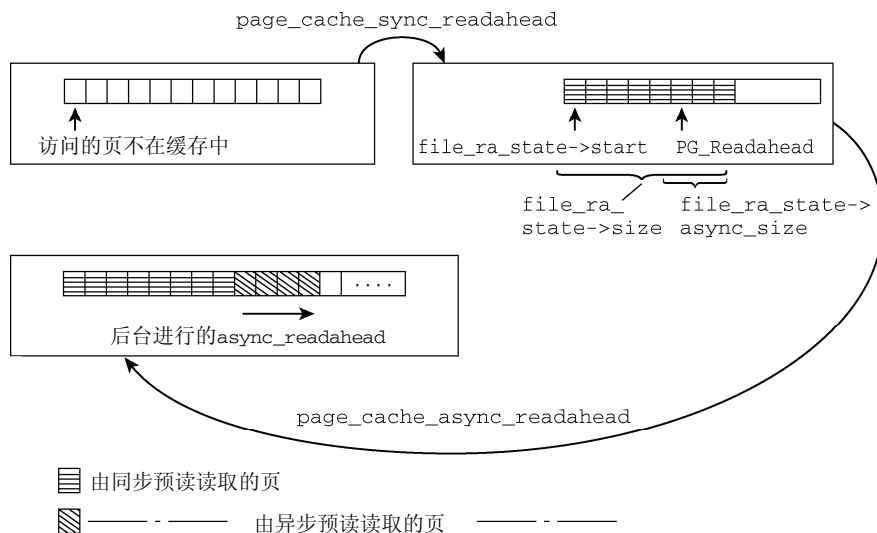 page_cache_sync_readahead
访问的页不在缓存中
file_ra_state->start
PG_Readahead
file_ra_
state->size
file_ra_state->
async_size
....
后台进行的async_readahead
page_cache_async_readahead
由同步预读读取的页
由异步预读读取的页